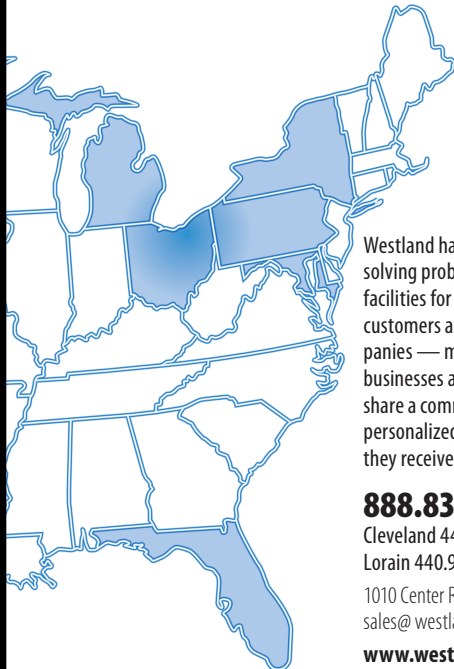 Westland ha
solving prob
facilities for
customers a
panies — m
businesses a
share a comm
personalized
they receive
888.83
Cleveland 44
Lorain 440.9
1010 Center R
sales@ westla
www.west